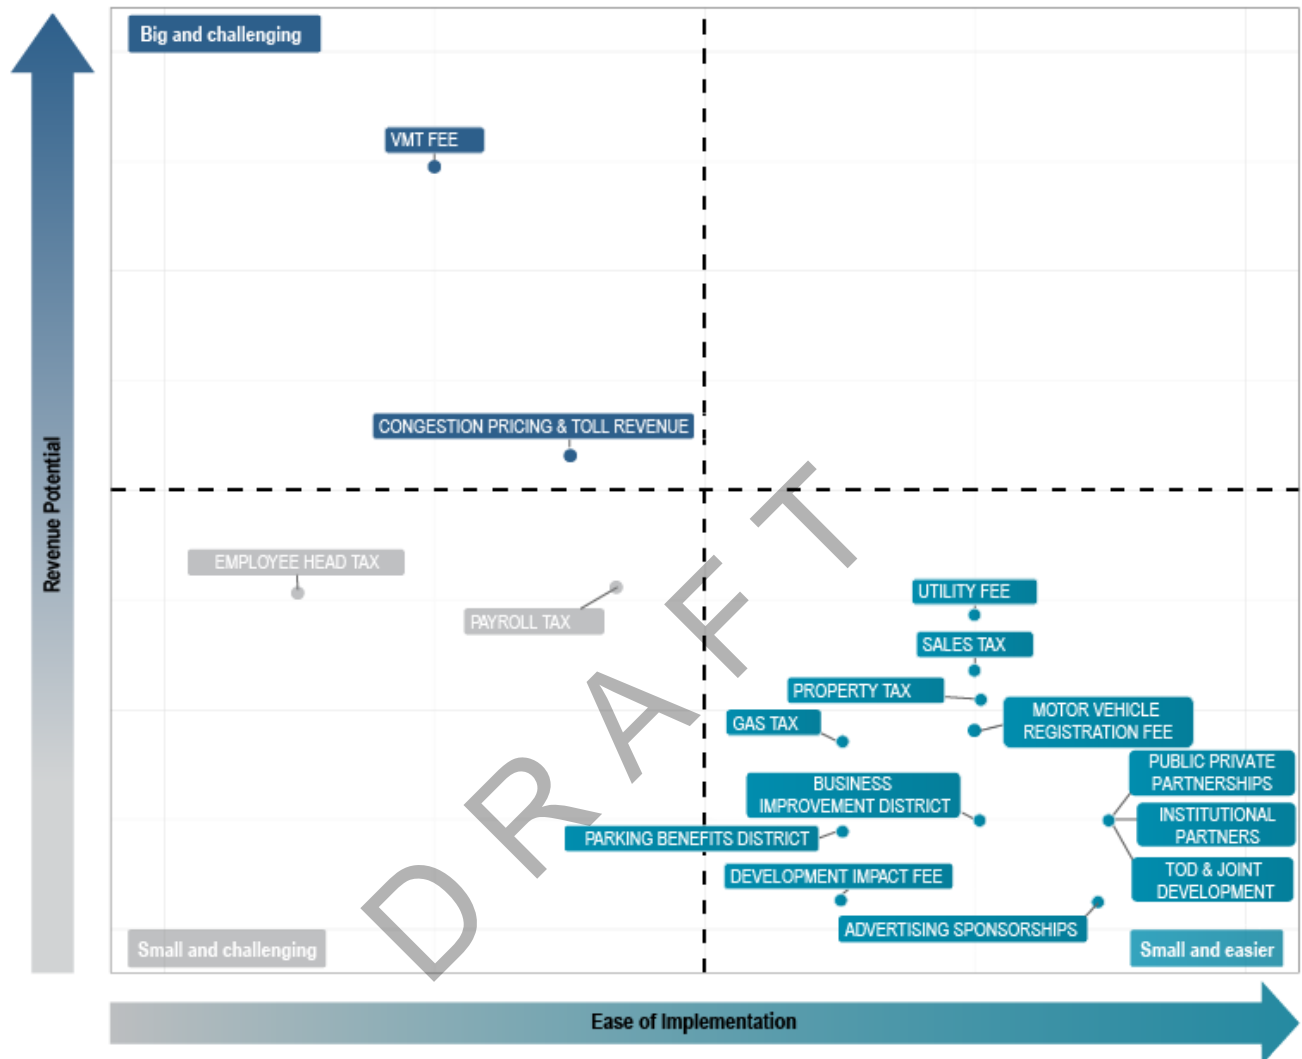 Big and challenging
VMT FEE
CONGESTION PRICING & TOLL REVENUE
Revenue Potential
EMPLOYEE HEAD TAX
PAYROLL TAX
UTILITY FEE
SALES TAX
PROPERTY TAX
MOTOR VEHICLE
REGISTRATION FEE
GAS TAX
PUBLIC PRIVATE
PARTNERSHIPS
BUSINESS
IMPROVEMENT DISTRICT
INSTITUTIONAL
PARTNERS
PARKING BENEFITS DISTRICT
TOD & JOINT
DEVELOPMENT
DEVELOPMENT IMPACT FEE
ADVERTISING SPONSORSHIPS
Small and challenging
Small and easier
Ease of Implementation
DRAFT